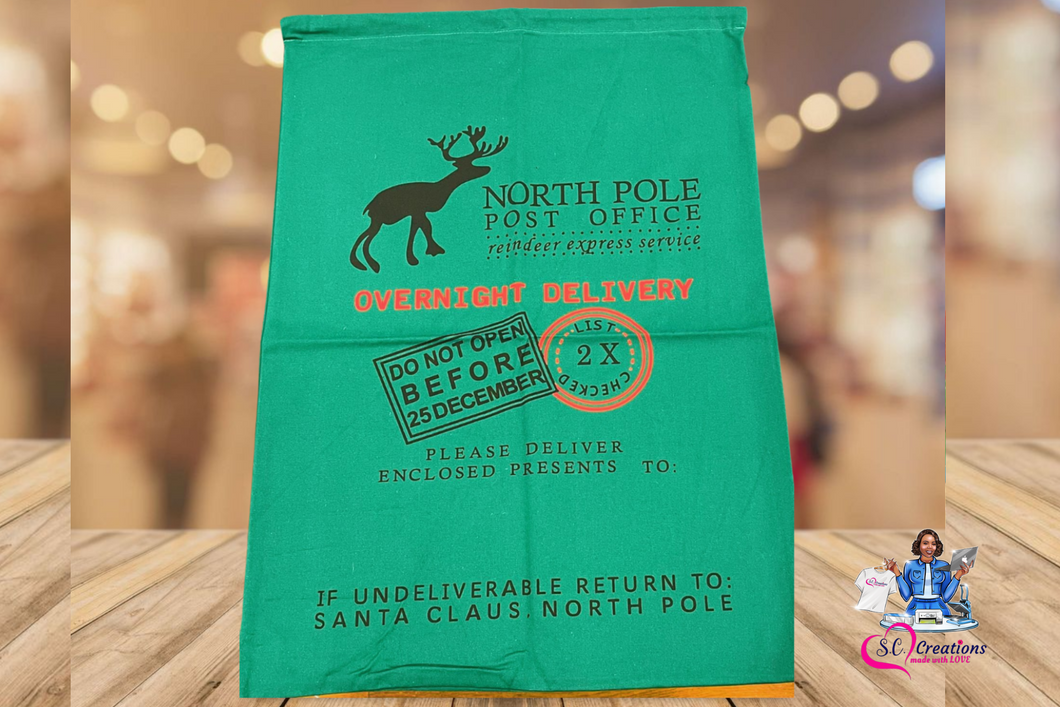 NORTH POLE
POST OFFICE
reindeer express service
OVERNIGHT DELIVERY
DO NOT OPEN
BEFORE
25 DECEMBER
LIST
2 X
CHECKED
PLEASE DELIVER
ENCLOSED PRESENTS TO:
IF UNDELIVERABLE RETURN TO:
SANTA CLAUS, NORTH POLE
S.C. Creations
made with LOVE